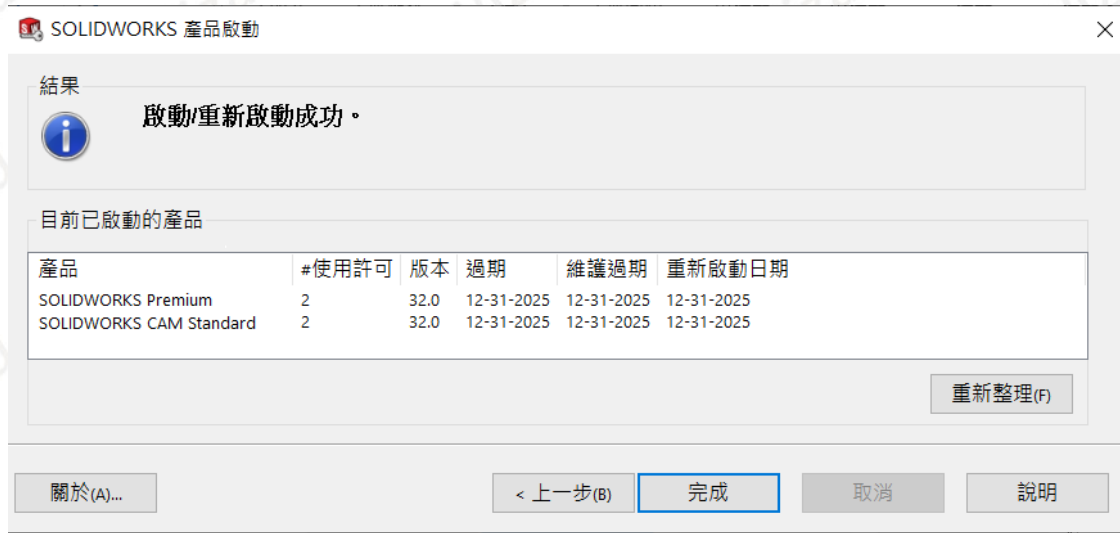 SOLIDWORKS 產品啟動
結果
啟動/重新啟動成功。
目前已啟動的產品
產品 #使用許可 版本 過期 維護過期 重新啟動日期
SOLIDWORKS Premium 2 32.0 12-31-2025 12-31-2025 12-31-2025
SOLIDWORKS CAM Standard 2 32.0 12-31-2025 12-31-2025 12-31-2025
重新整理(F)
關於(A)... < 上一步(B) 完成 取消 說明